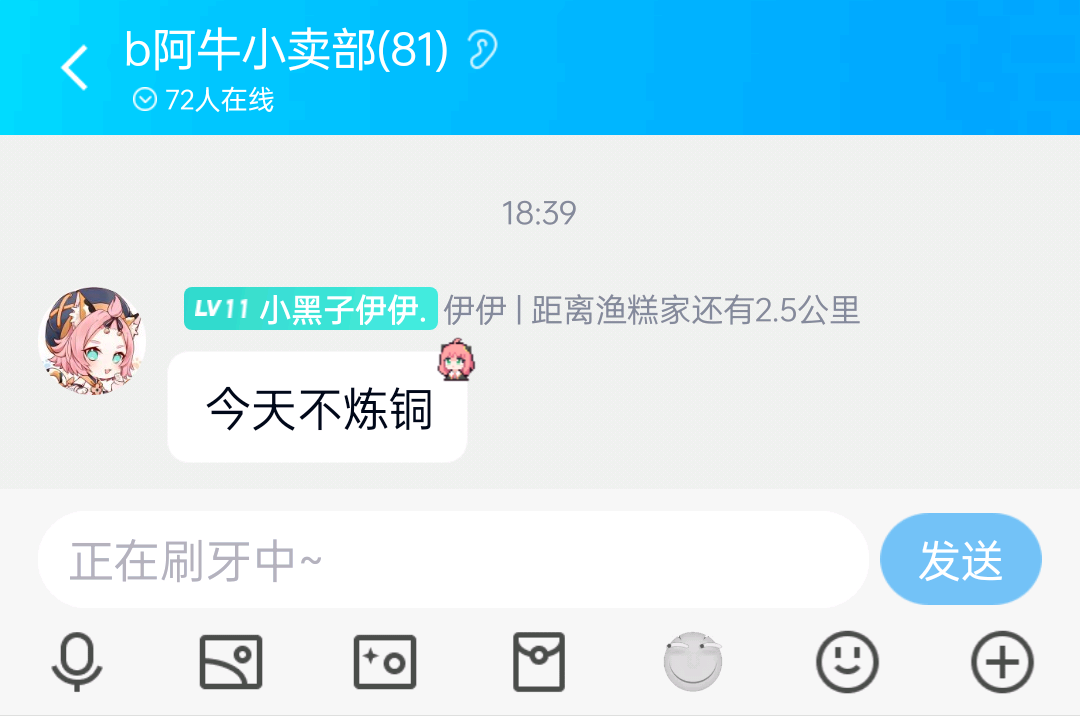 b阿牛小卖部(81)
72人在线
18:39
LV11 小黑子伊伊. 伊伊 | 距离渔糕家还有2.5公里
今天不炼铜
正在刷牙中~
发送